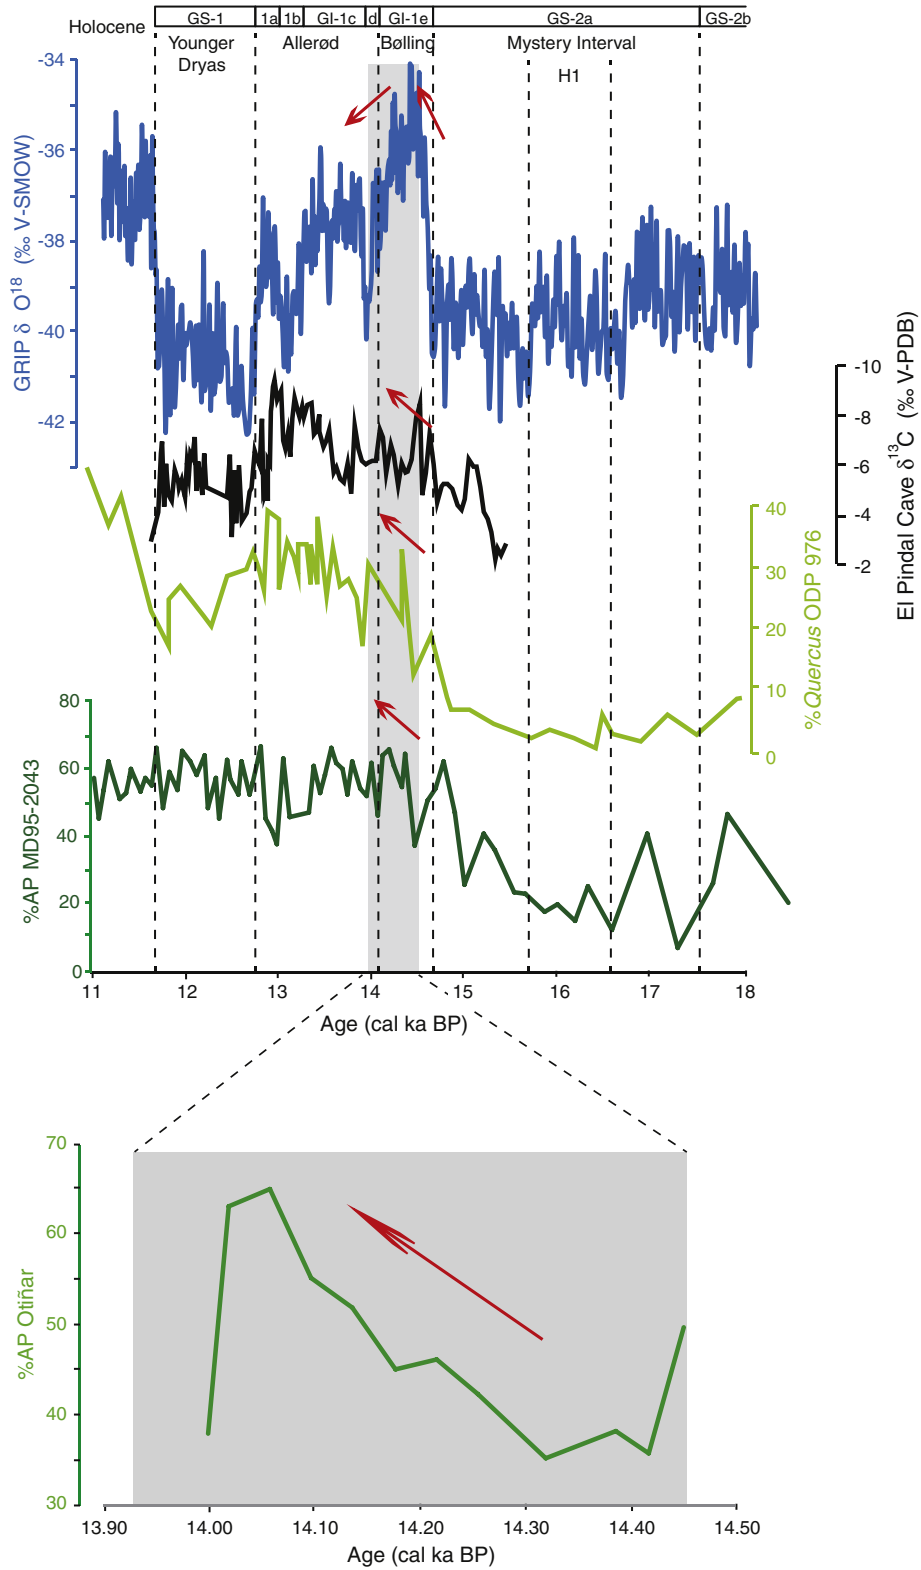 Holocene
GS-1
1a
1b
GI-1c
d
GI-1e
GS-2a
GS-2b
Younger
Dryas
Allerød
Bølling
Mystery Interval
H1
GRIP δ O18 (‰ V-SMOW)
-34
-36
-38
-40
-42
El Pindal Cave δ13C (‰ V-PDB)
-10
-8
-6
-4
-2
%Quercus ODP 976
40
30
20
10
0
%AP MD95-2043
80
60
40
20
0
11
12
13
14
15
16
17
18
Age (cal ka BP)
%AP Otiñar
70
60
50
40
30
13.90
14.00
14.10
14.20
14.30
14.40
14.50
Age (cal ka BP)